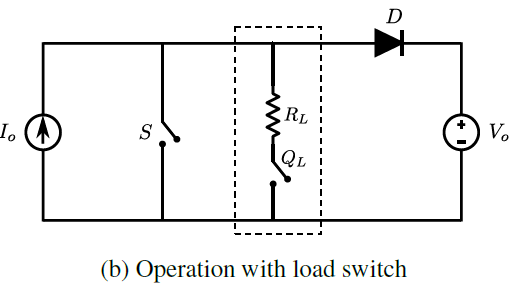 D
I_o
S
R_L
Q_L
V_o
(b) Operation with load switch